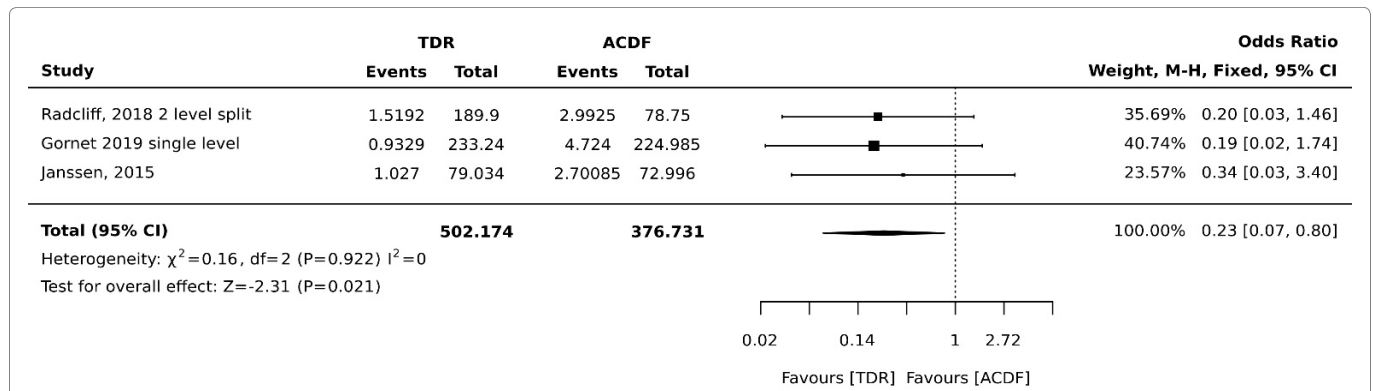 TDR ACDF Odds Ratio
Study Events Total Events Total Weight, M-H, Fixed, 95% CI
Radcliff, 2018 2 level split 1.5192 189.9 2.9925 78.75 35.69% 0.20 [0.03, 1.46]
Gornet 2019 single level 0.9329 233.24 4.724 224.985 40.74% 0.19 [0.02, 1.74]
Janssen, 2015 1.027 79.034 2.70085 72.996 23.57% 0.34 [0.03, 3.40]
Total (95% CI) 502.174 376.731 100.00% 0.23 [0.07, 0.80]
Heterogeneity: χ²=0.16, df=2 (P=0.922) I²=0
Test for overall effect: Z=-2.31 (P=0.021)
0.02 0.14 1 2.72
Favours [TDR] Favours [ACDF]